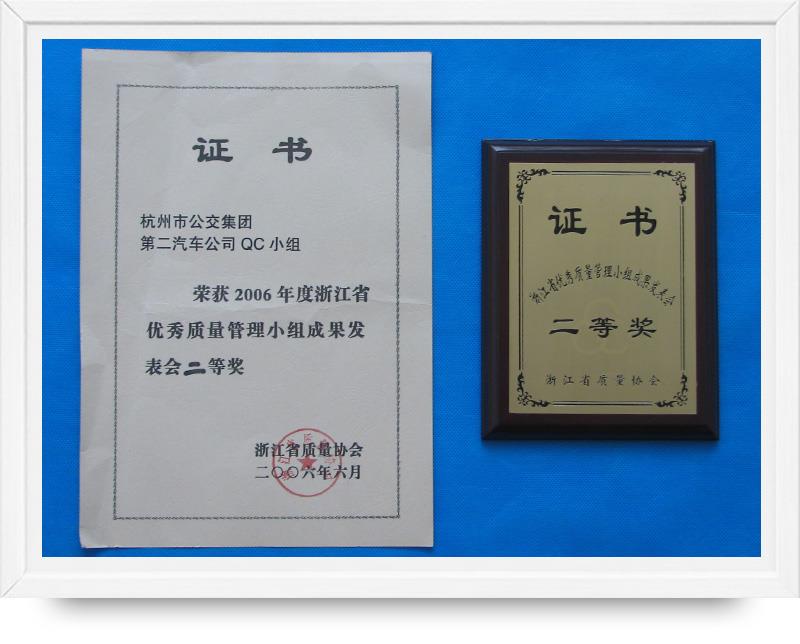 证 书
杭州市公交集团
第二汽车公司 QC 小组
荣获 2006 年度浙江省
优秀质量管理小组成果发
表会二等奖
浙江省质量协会
二〇〇六年六月
证 书
浙江省优秀质量管理小组成果发表会
二等奖
浙江省质量协会